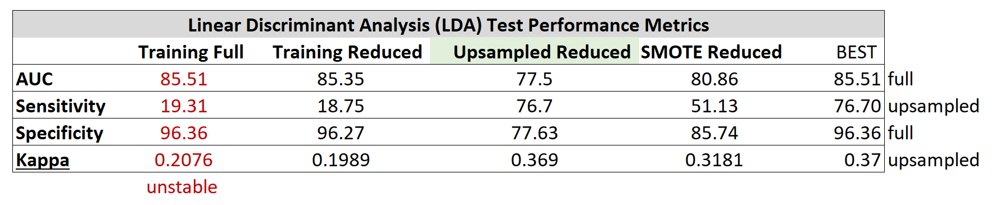 Linear Discriminant Analysis (LDA) Test Performance Metrics
Training Full Training Reduced Upsampled Reduced SMOTE Reduced BEST
AUC 85.51 85.35 77.5 80.86 85.51 full
Sensitivity 19.31 18.75 76.7 51.13 76.70 upsampled
Specificity 96.36 96.27 77.63 85.74 96.36 full
Kappa 0.2076 0.1989 0.369 0.3181 0.37 upsampled
unstable